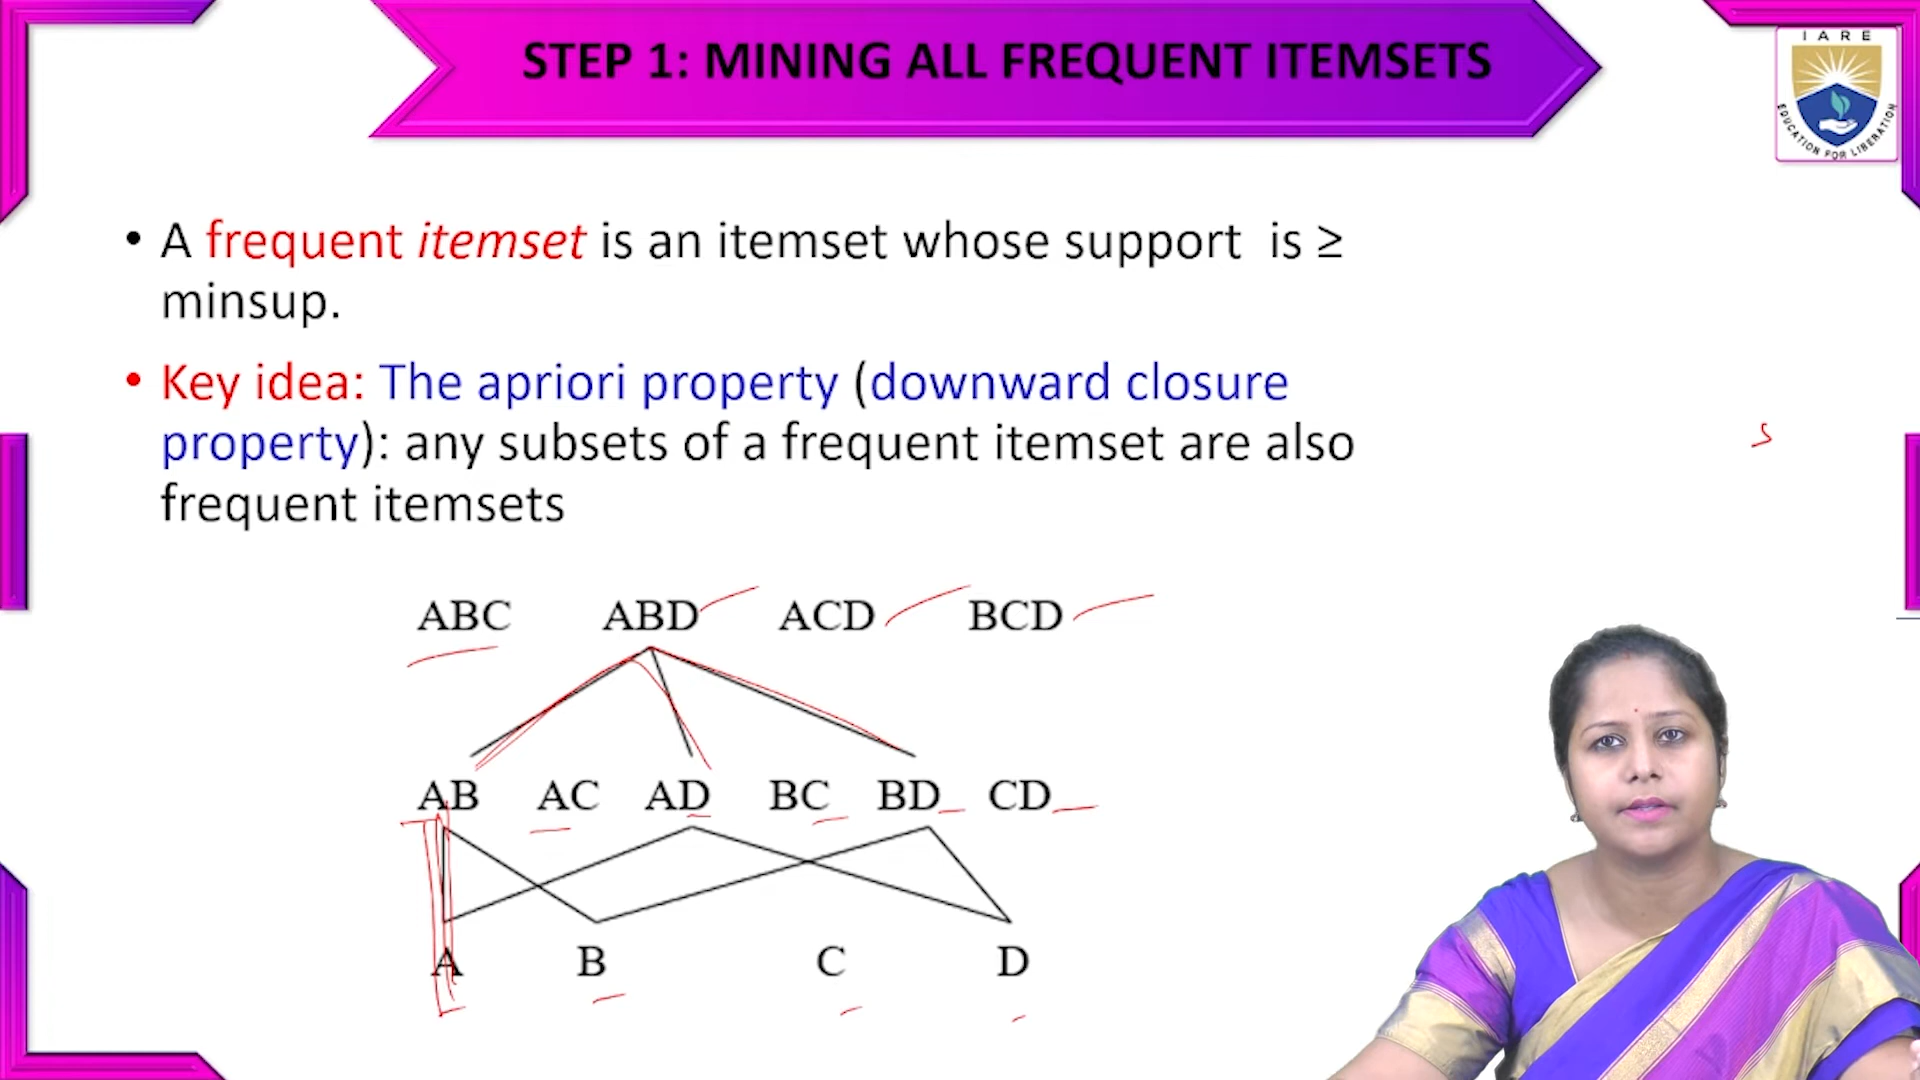 STEP 1: MINING ALL FREQUENT ITEMSETS
IARE
EDUCATION FOR LIBERATION
• A frequent itemset is an itemset whose support is ≥
minsup.
• Key idea: The apriori property (downward closure
property): any subsets of a frequent itemset are also
frequent itemsets
ABC ABD ACD BCD
AB AC AD BC BD CD
A B C D